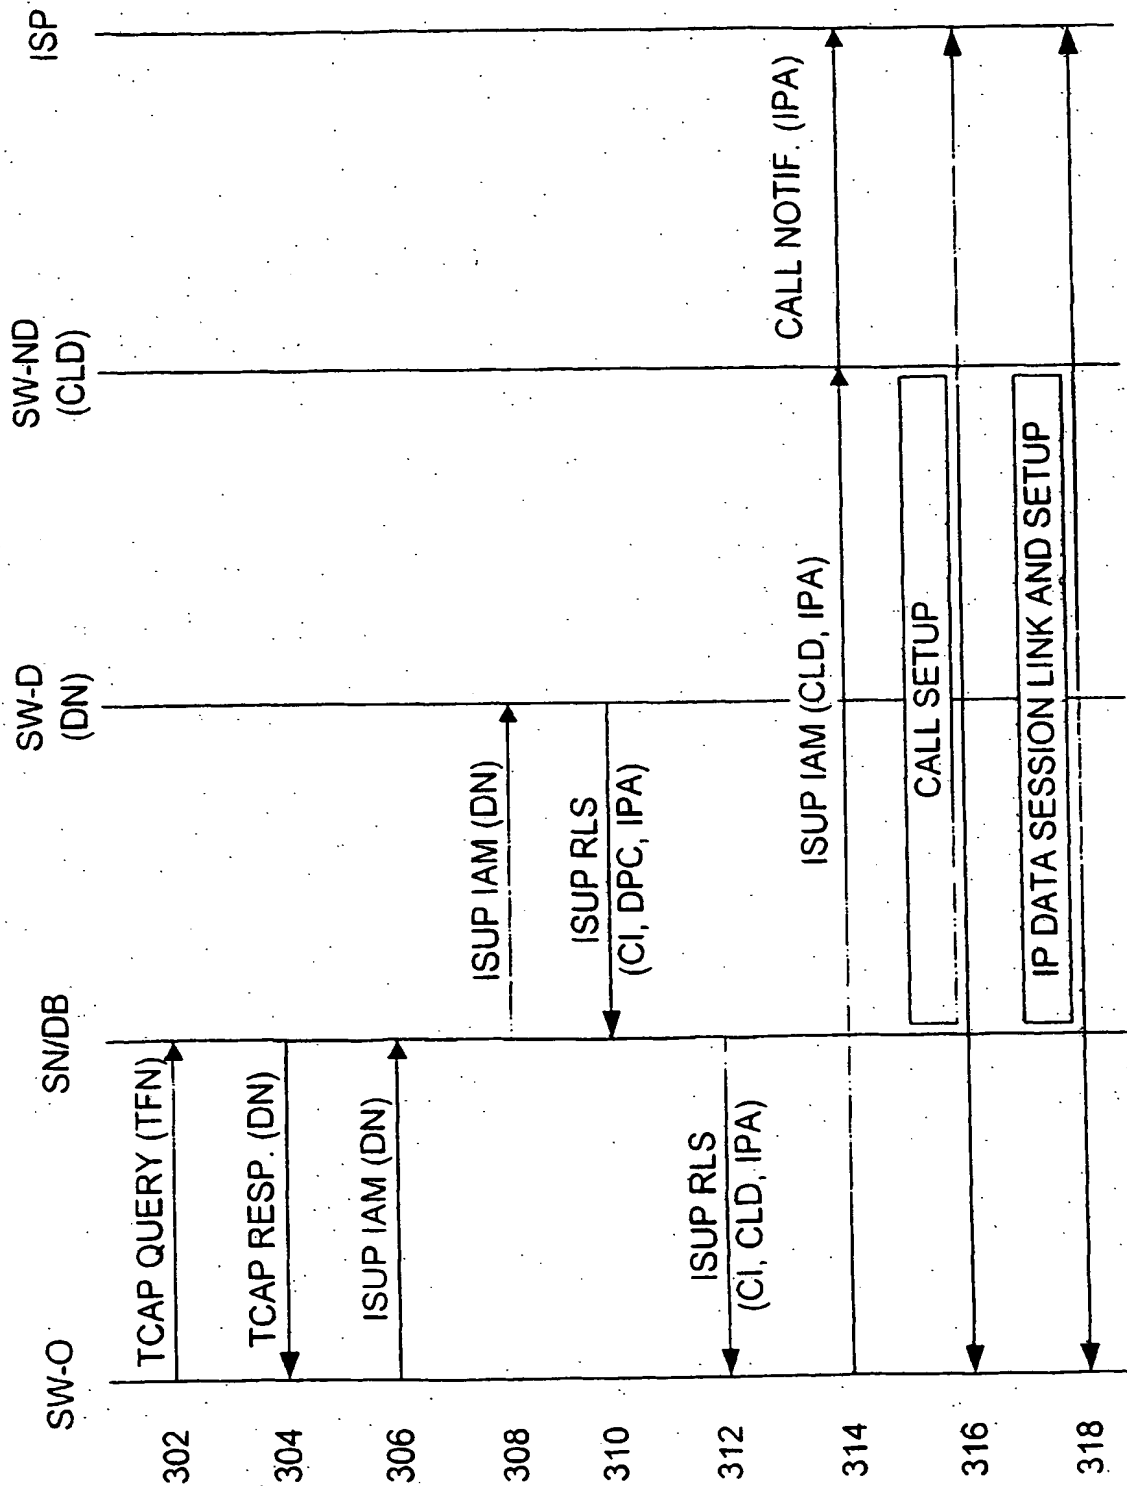 SW-O
SN/DB
SW-D
(DN)
SW-ND
(CLD)
ISP
302
TCAP QUERY (TFN)
304
TCAP RESP. (DN)
306
ISUP IAM (DN)
308
ISUP IAM (DN)
310
ISUP RLS
(CI, DPC, IPA)
312
ISUP RLS
(CI, CLD, IPA)
314
ISUP IAM (CLD, IPA)
CALL NOTIF. (IPA)
316
CALL SETUP
318
IP DATA SESSION LINK AND SETUP